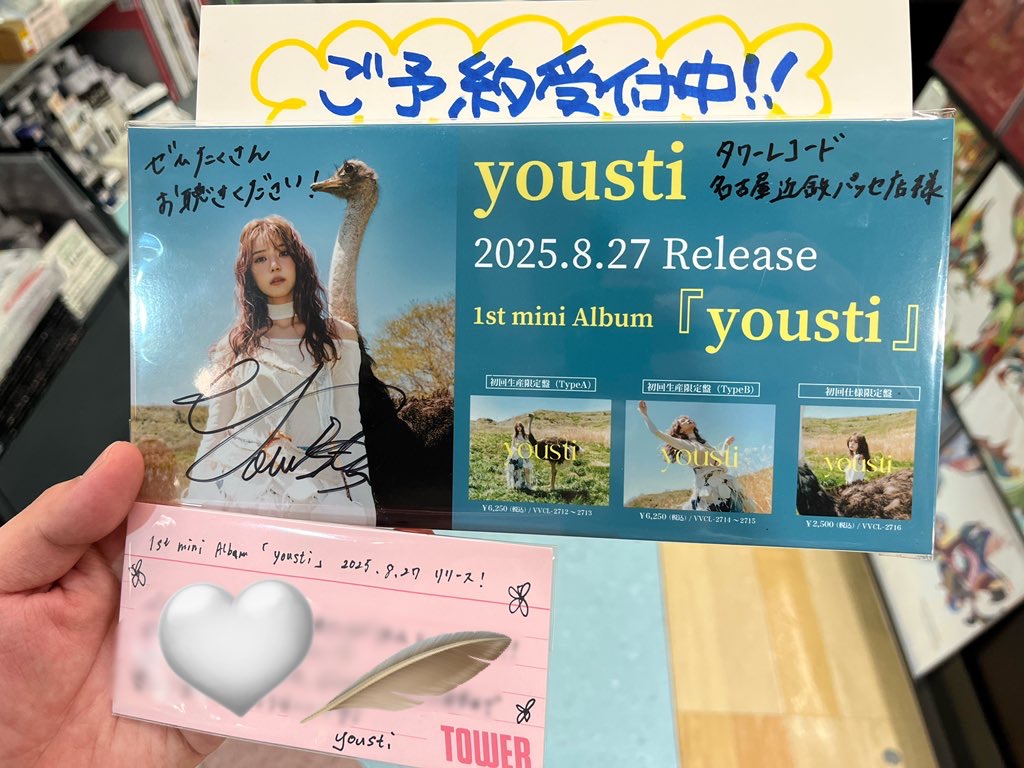 ご予約受付中!!
ぜひたくさん
お聴きください!
yousti
タワーレコード
名古屋近鉄パッセ店様
2025.8.27 Release
1st mini Album 『yousti』
初回生産限定盤（TypeA）
初回生産限定盤（TypeB）
初回仕様限定盤
yousti
yousti
yousti
¥6,250（税込）/ VVCL-2712～2713
¥6,250（税込）/ VVCL-2714～2715
¥2,500（税込）/ VVCL-2716
yousti
1st mini Album「yousti」 2025.8.27 リリース!
yousti
TOWER